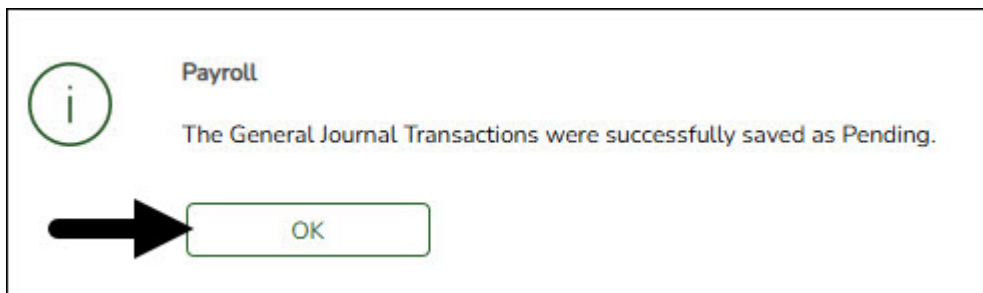 i
Payroll
The General Journal Transactions were successfully saved as Pending.
OK